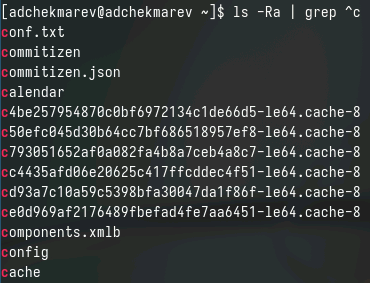 [adchekmarev@adchekmarev ~]$ ls -Ra | grep ^c
conf.txt
commitizen
commitizen.json
calendar
c4be257954870c0bf6972134c1de66d5-le64.cache-8
c50efc045d30b64cc7bf686518957ef8-le64.cache-8
c793051652af0a082fa4b8a7ceb4a8c7-le64.cache-8
cc4435afd06e20625c417ffcddec4f51-le64.cache-8
cd93a7c10a59c5398bfa30047da1f86f-le64.cache-8
ce0d969af2176489fbefad4fe7aa6451-le64.cache-8
components.xmlb
config
cache